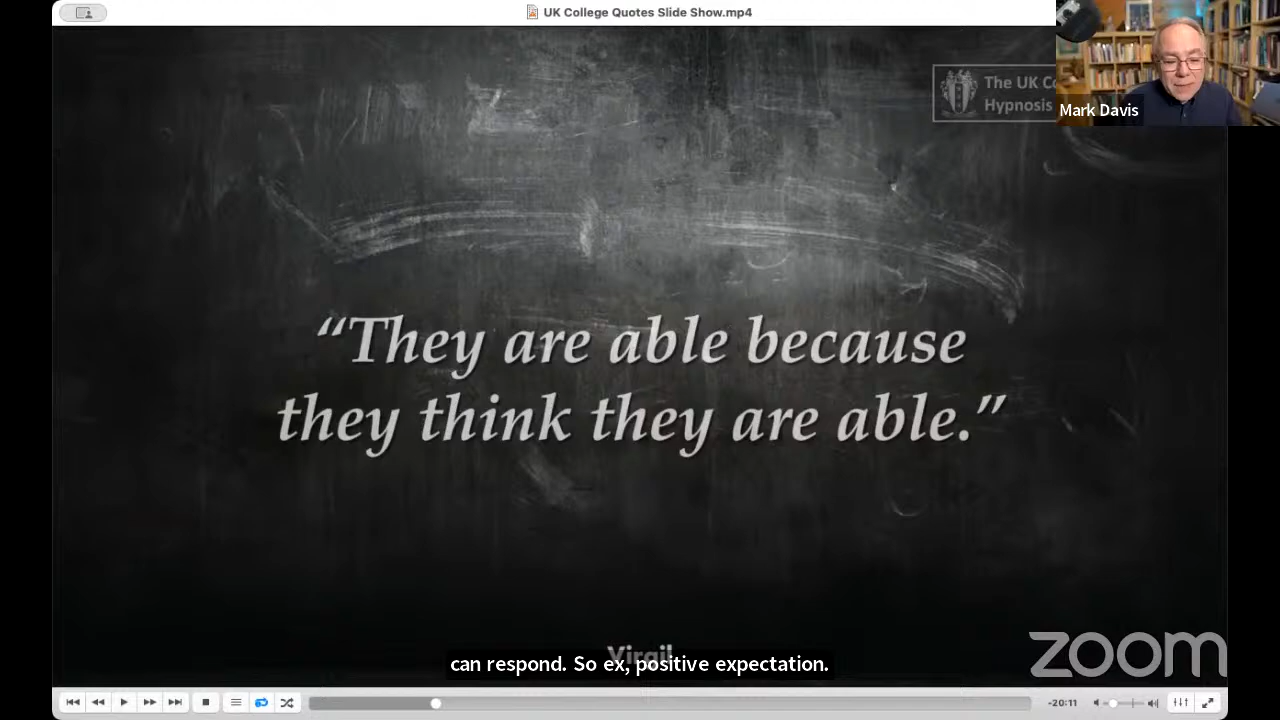 UK College Quotes Slide Show.mp4
The UK Co
Hypnosis
Mark Davis
“They are able because
they think they are able.”
Virgil
can respond. So ex, positive expectation.
zoom
-20:11